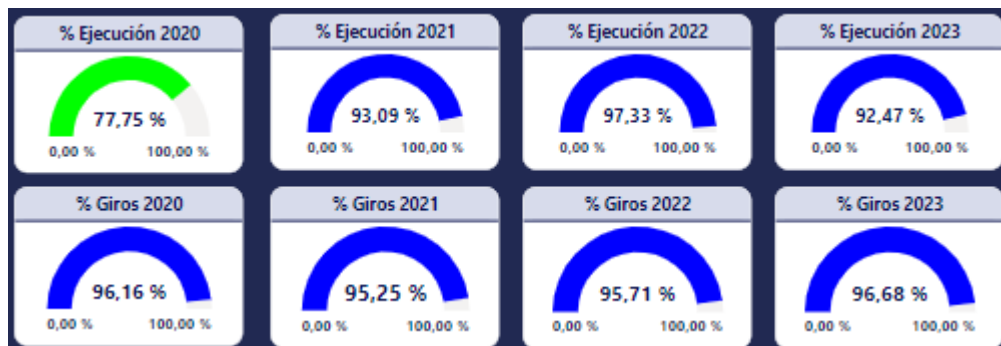 % Ejecución 2020
77,75 %
0,00 % 100,00 %
% Ejecución 2021
93,09 %
0,00 % 100,00 %
% Ejecución 2022
97,33 %
0,00 % 100,00 %
% Ejecución 2023
92,47 %
0,00 % 100,00 %
% Giros 2020
96,16 %
0,00 % 100,00 %
% Giros 2021
95,25 %
0,00 % 100,00 %
% Giros 2022
95,71 %
0,00 % 100,00 %
% Giros 2023
96,68 %
0,00 % 100,00 %